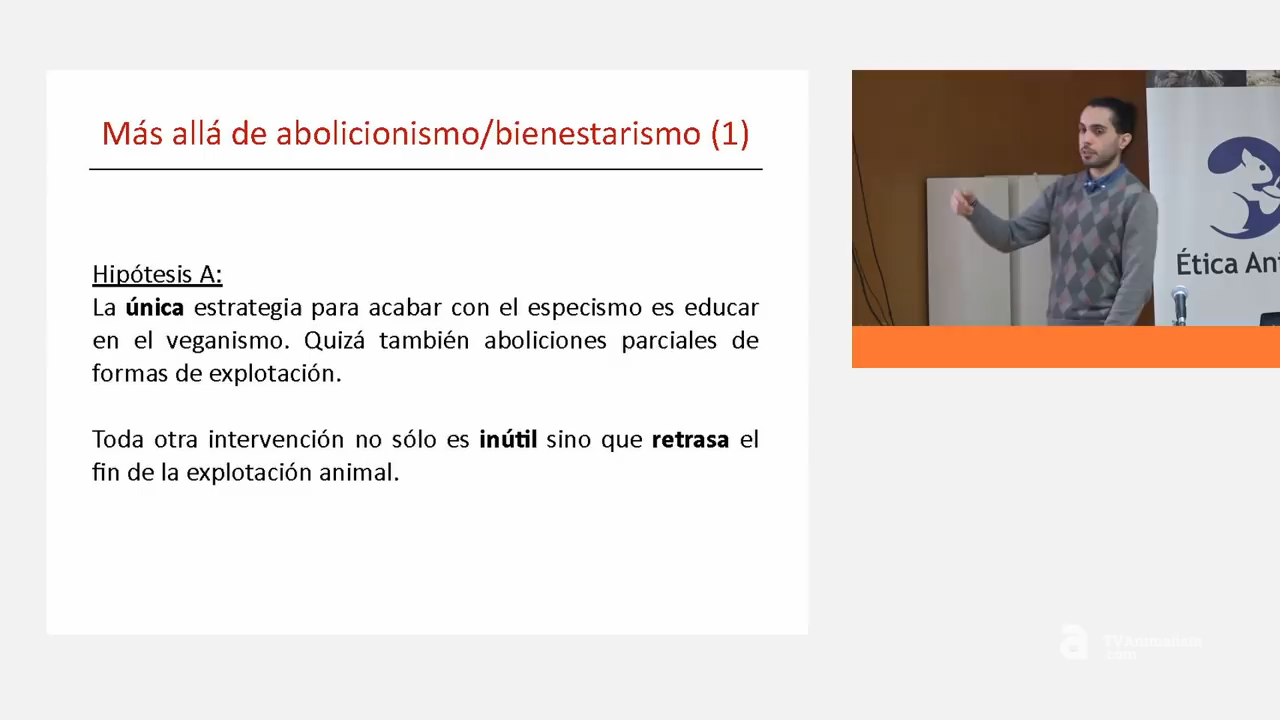 Más allá de abolicionismo/bienestarismo (1)
Hipótesis A:
La única estrategia para acabar con el especismo es educar
en el veganismo. Quizá también aboliciones parciales de
formas de explotación.
Toda otra intervención no sólo es inútil sino que retrasa el
fin de la explotación animal.
Ética Ani
a
TV Animalista
.com